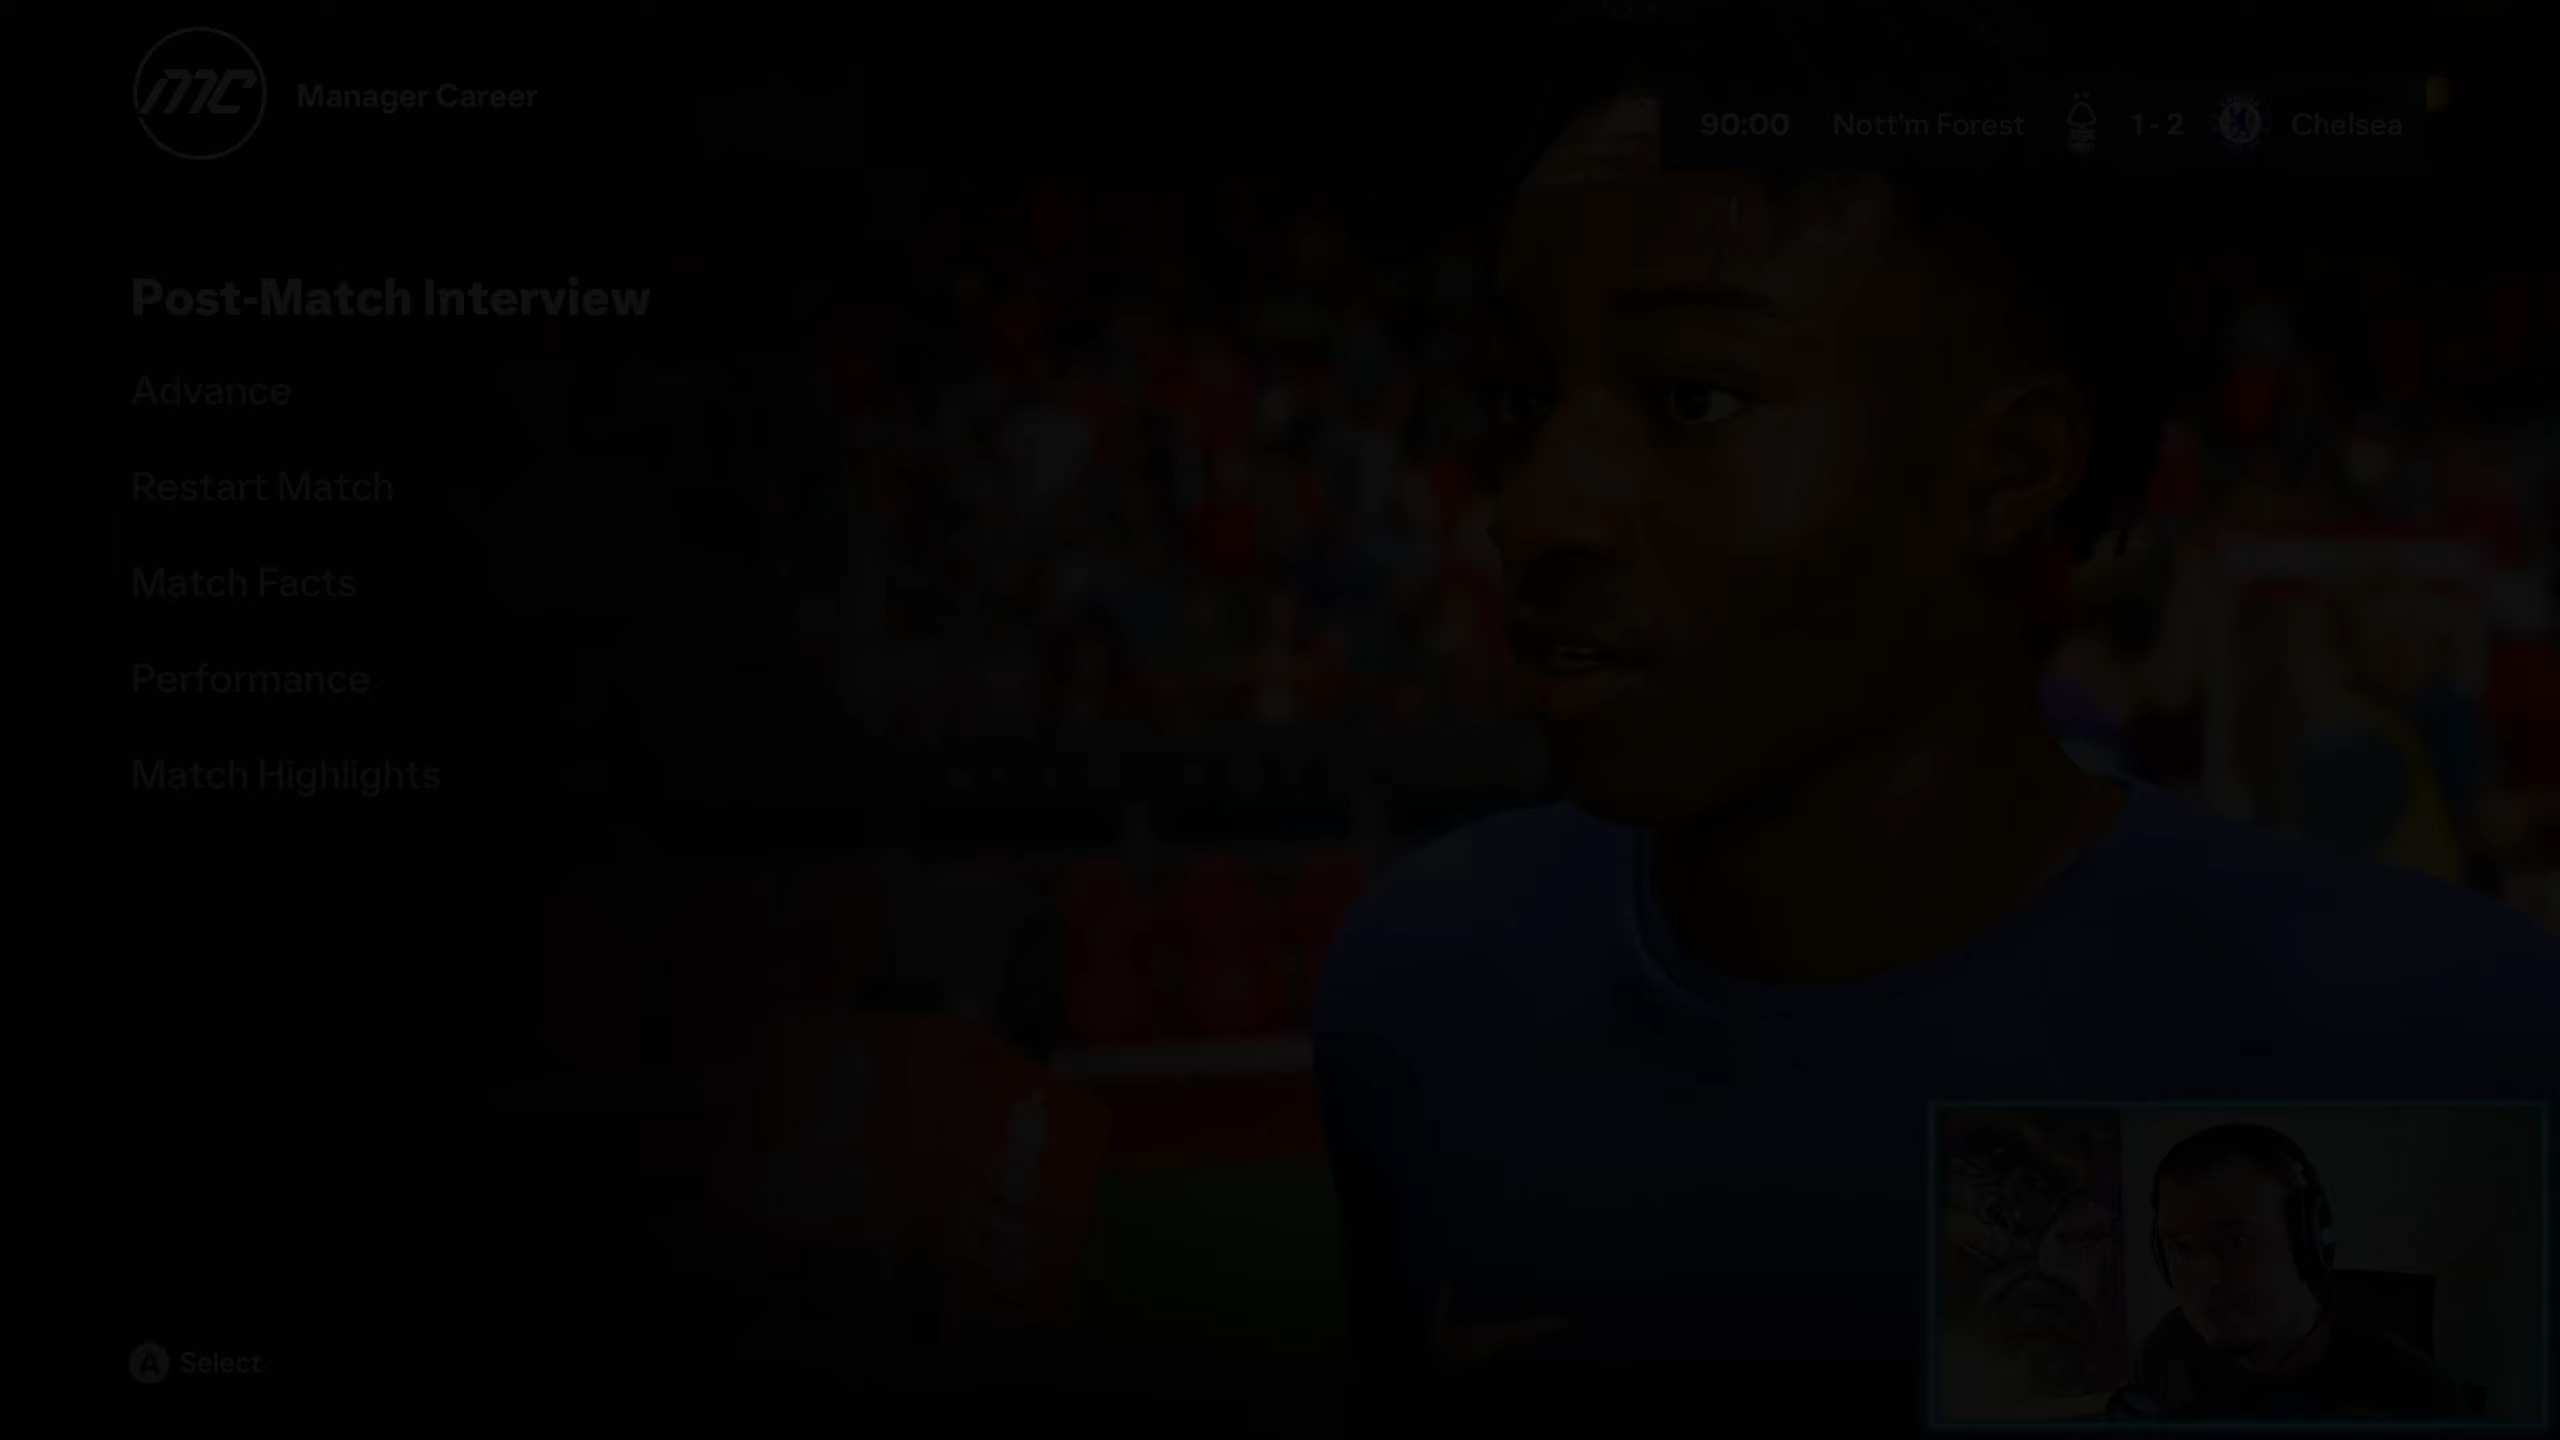 MC Manager Career
90:00 Nott'm Forest 1 - 2 Chelsea
Post-Match Interview
Advance
Restart Match
Match Facts
Performance
Match Highlights
A Select